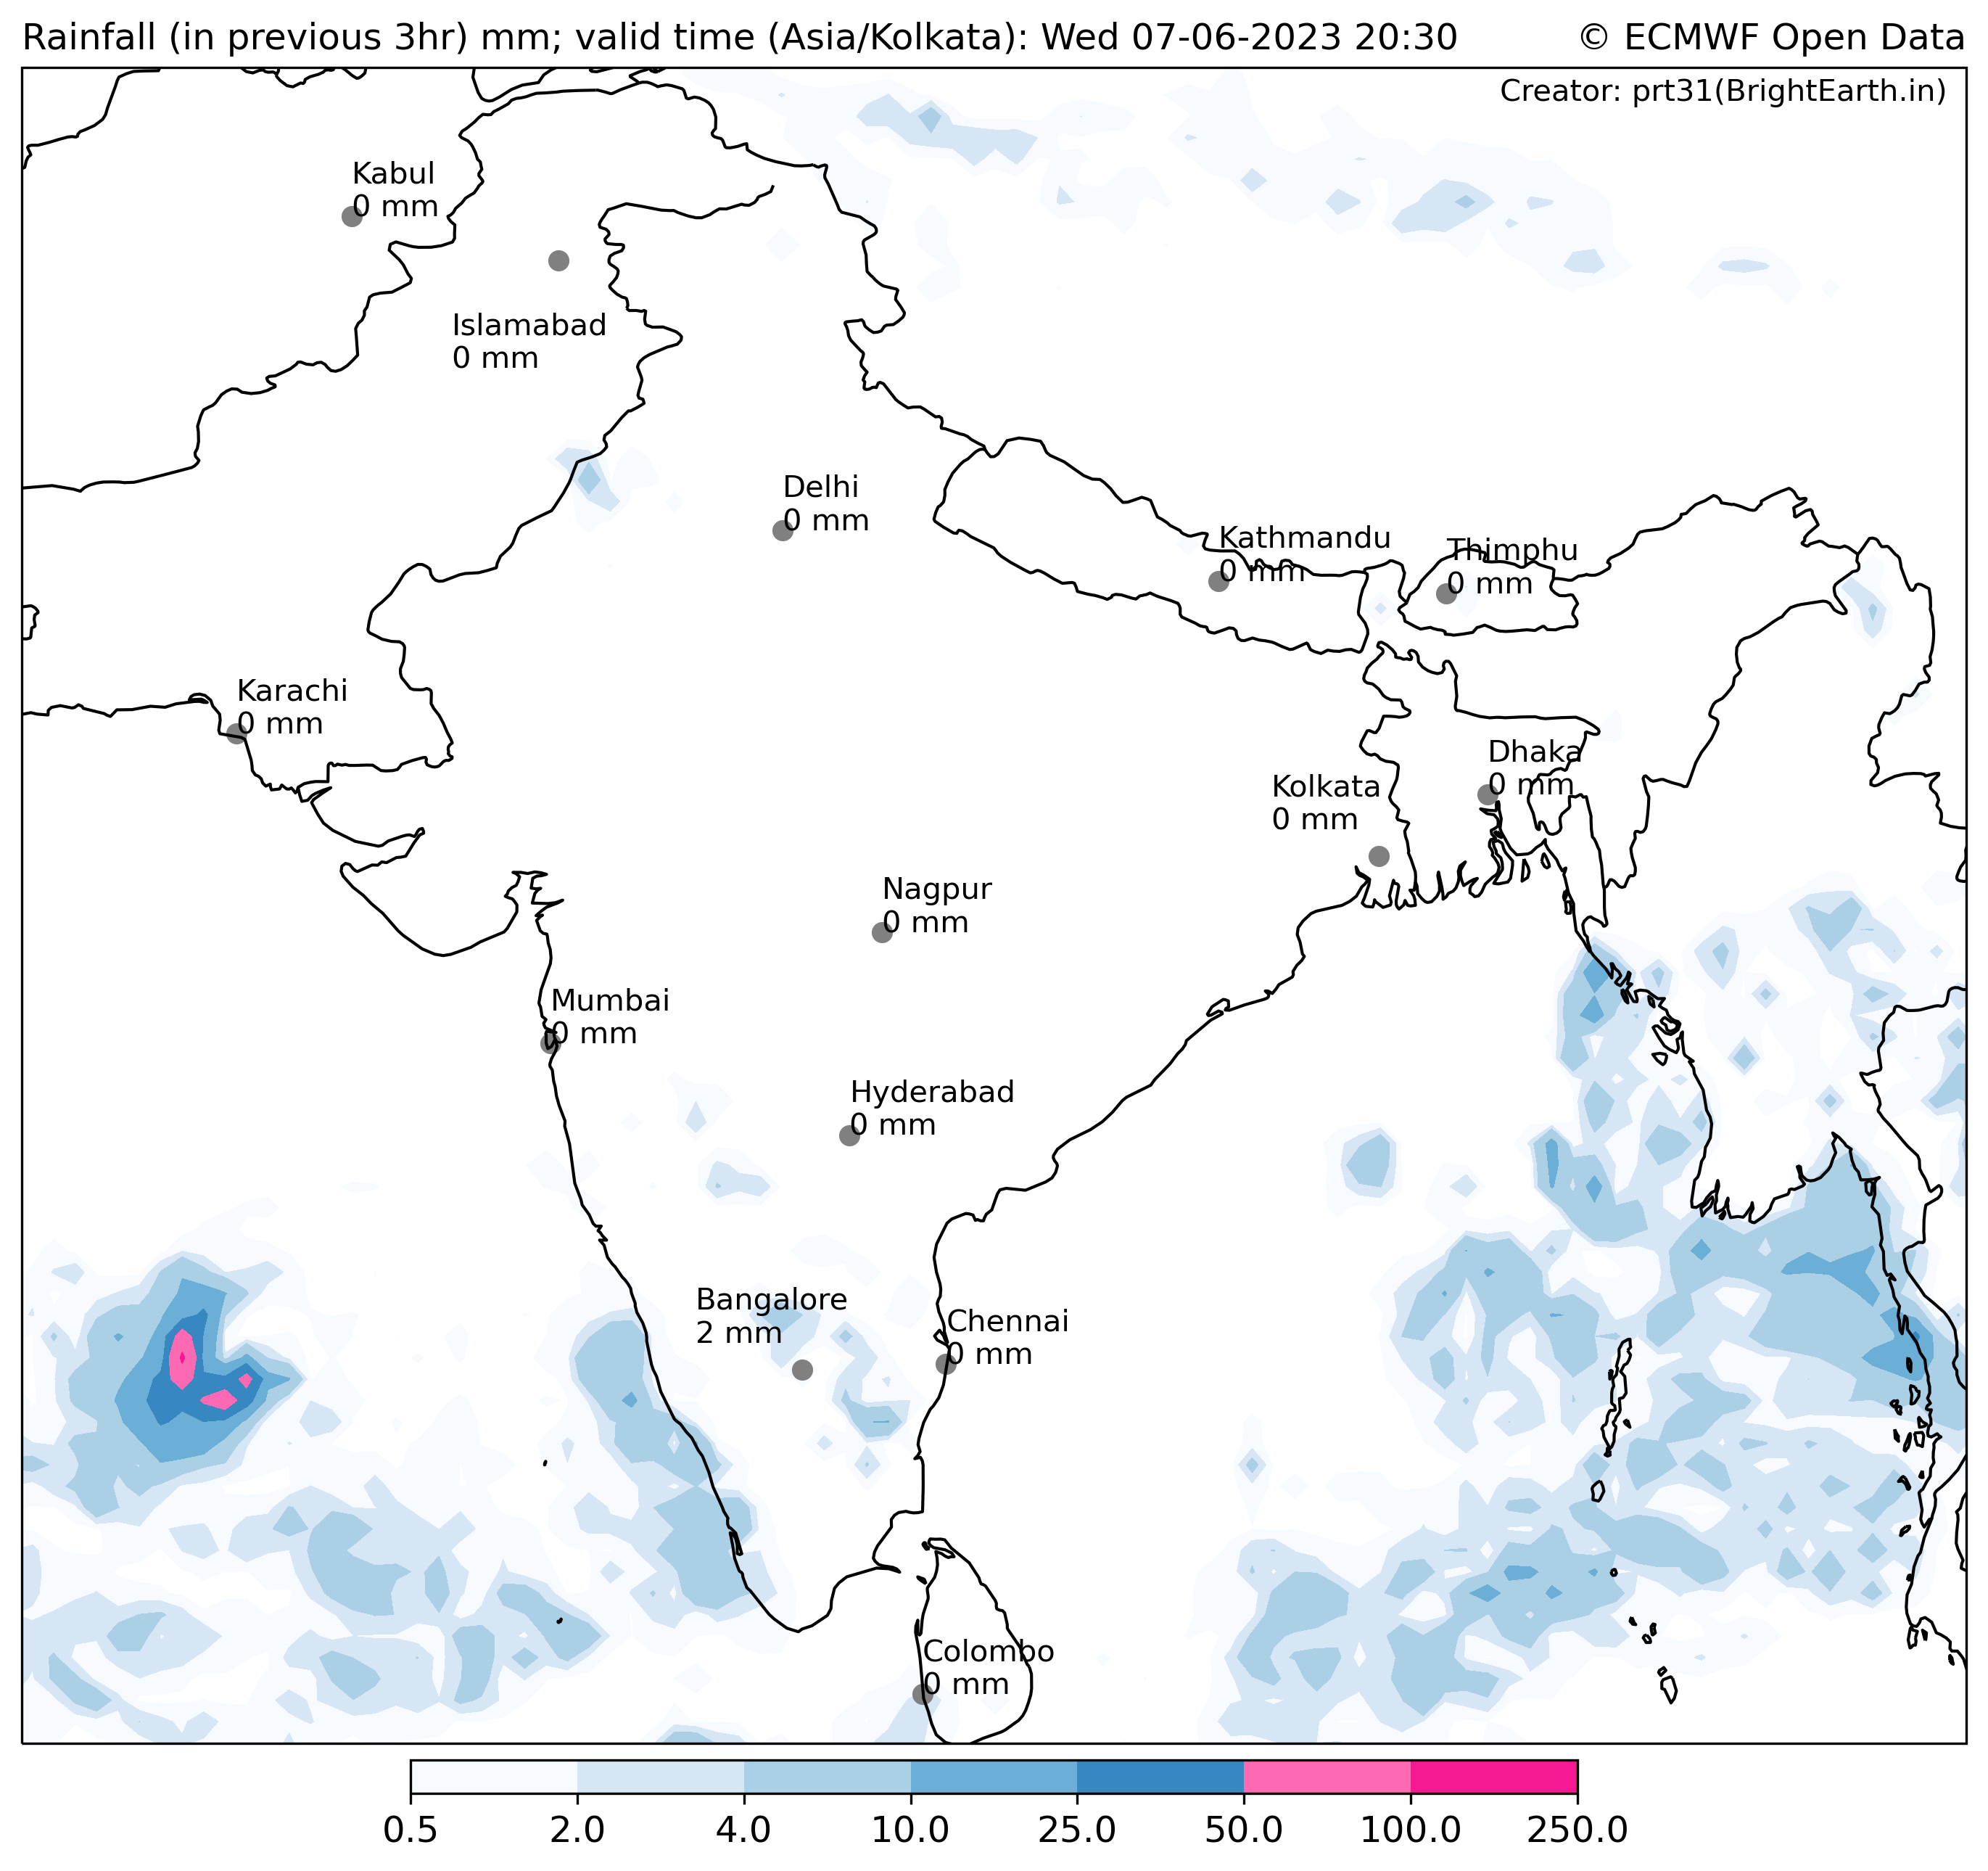 Rainfall (in previous 3hr) mm; valid time (Asia/Kolkata): Wed 07-06-2023 20:30
© ECMWF Open Data
Creator: prt31(BrightEarth.in)
Kabul
0 mm
Islamabad
0 mm
Delhi
0 mm
Kathmandu
0 mm
Thimphu
0 mm
Karachi
0 mm
Dhaka
0 mm
Kolkata
0 mm
Nagpur
0 mm
Mumbai
0 mm
Hyderabad
0 mm
Bangalore
2 mm
Chennai
0 mm
Colombo
0 mm
0.5 2.0 4.0 10.0 25.0 50.0 100.0 250.0